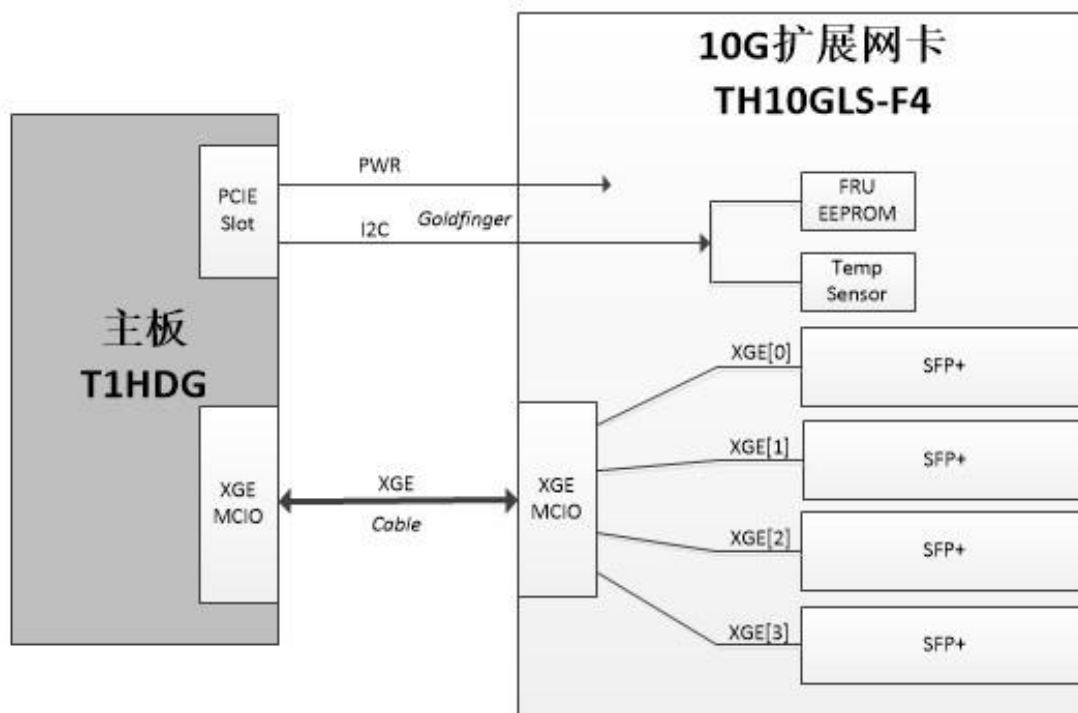 10G扩展网卡
TH10GLS-F4
PCIE
Slot
PWR
I2C
Goldfinger
FRU
EEPROM
Temp
Sensor
主板
T1HDG
XGE
MCIO
XGE
Cable
XGE
MCIO
XGE[0]
SFP+
XGE[1]
SFP+
XGE[2]
SFP+
XGE[3]
SFP+